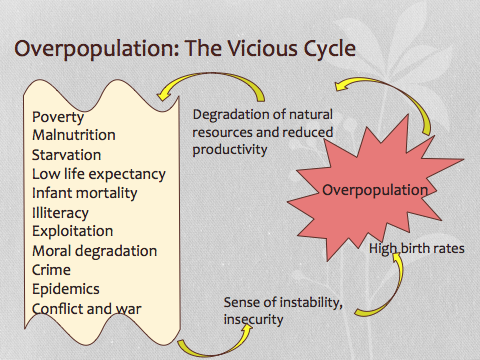 Overpopulation: The Vicious Cycle
Poverty
Malnutrition
Starvation
Low life expectancy
Infant mortality
Illiteracy
Exploitation
Moral degradation
Crime
Epidemics
Conflict and war
Degradation of natural
resources and reduced
productivity
Overpopulation
High birth rates
Sense of instability,
insecurity